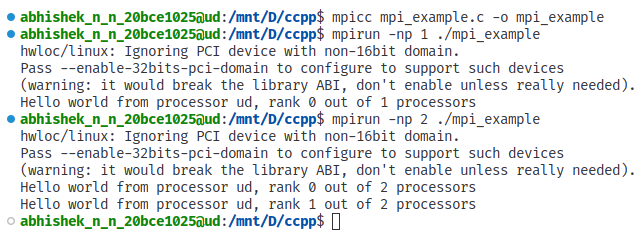 abhishek_n_n_20bce1025@ud:/mnt/D/ccpp$ mpicc mpi_example.c -o mpi_example
abhishek_n_n_20bce1025@ud:/mnt/D/ccpp$ mpirun -np 1 ./mpi_example
hwloc/linux: Ignoring PCI device with non-16bit domain.
Pass --enable-32bits-pci-domain to configure to support such devices
(warning: it would break the library ABI, don't enable unless really needed).
Hello world from processor ud, rank 0 out of 1 processors
abhishek_n_n_20bce1025@ud:/mnt/D/ccpp$ mpirun -np 2 ./mpi_example
hwloc/linux: Ignoring PCI device with non-16bit domain.
Pass --enable-32bits-pci-domain to configure to support such devices
(warning: it would break the library ABI, don't enable unless really needed).
Hello world from processor ud, rank 0 out of 2 processors
Hello world from processor ud, rank 1 out of 2 processors
abhishek_n_n_20bce1025@ud:/mnt/D/ccpp$